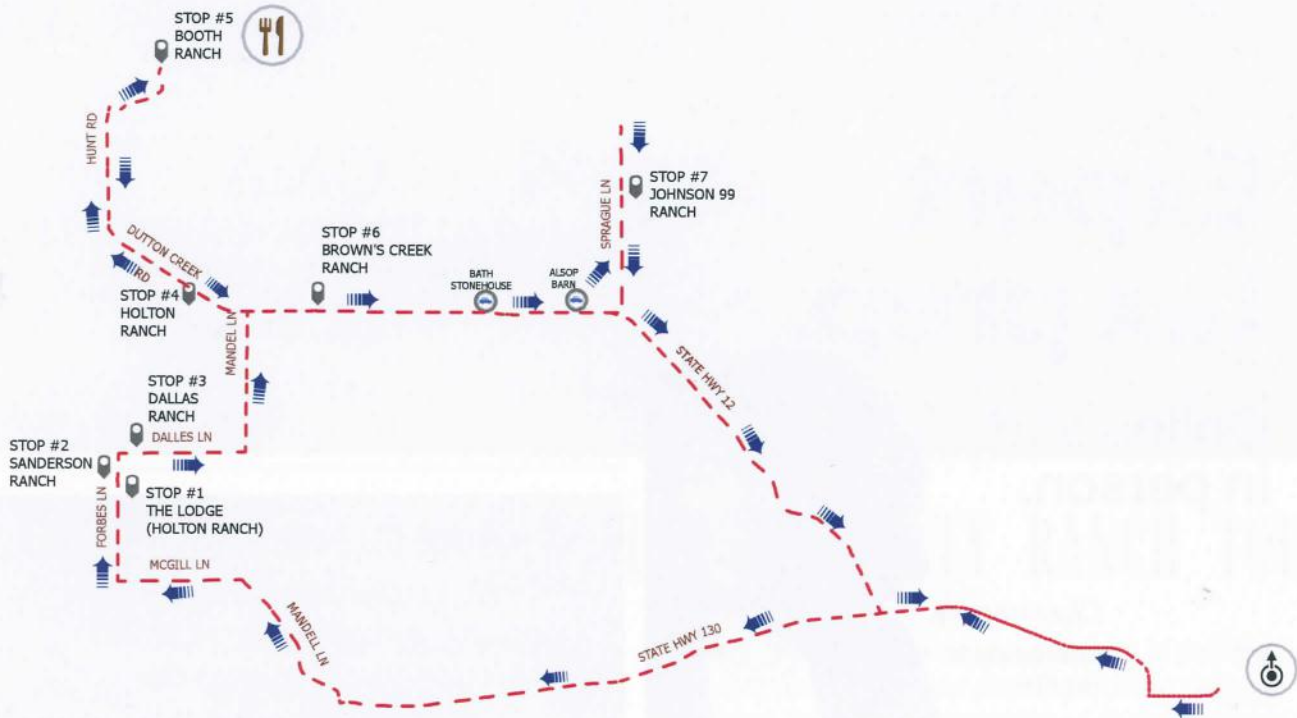 STOP #5
BOOTH
RANCH
HUNT RD
DUTTON CREEK
RD
STOP #4
HOLTON
RANCH
STOP #6
BROWN'S CREEK
RANCH
BATH
STONEHOUSE
ALSOP
BARN
SPRAGUE LN
STOP #7
JOHNSON 99
RANCH
MANDEL LN
STATE HWY 12
STOP #3
DALLAS
RANCH
DALLES LN
STOP #2
SANDERSON
RANCH
STOP #1
THE LODGE
(HOLTON RANCH)
FORBES LN
MCGILL LN
MANDELL LN
STATE HWY 130
in person.